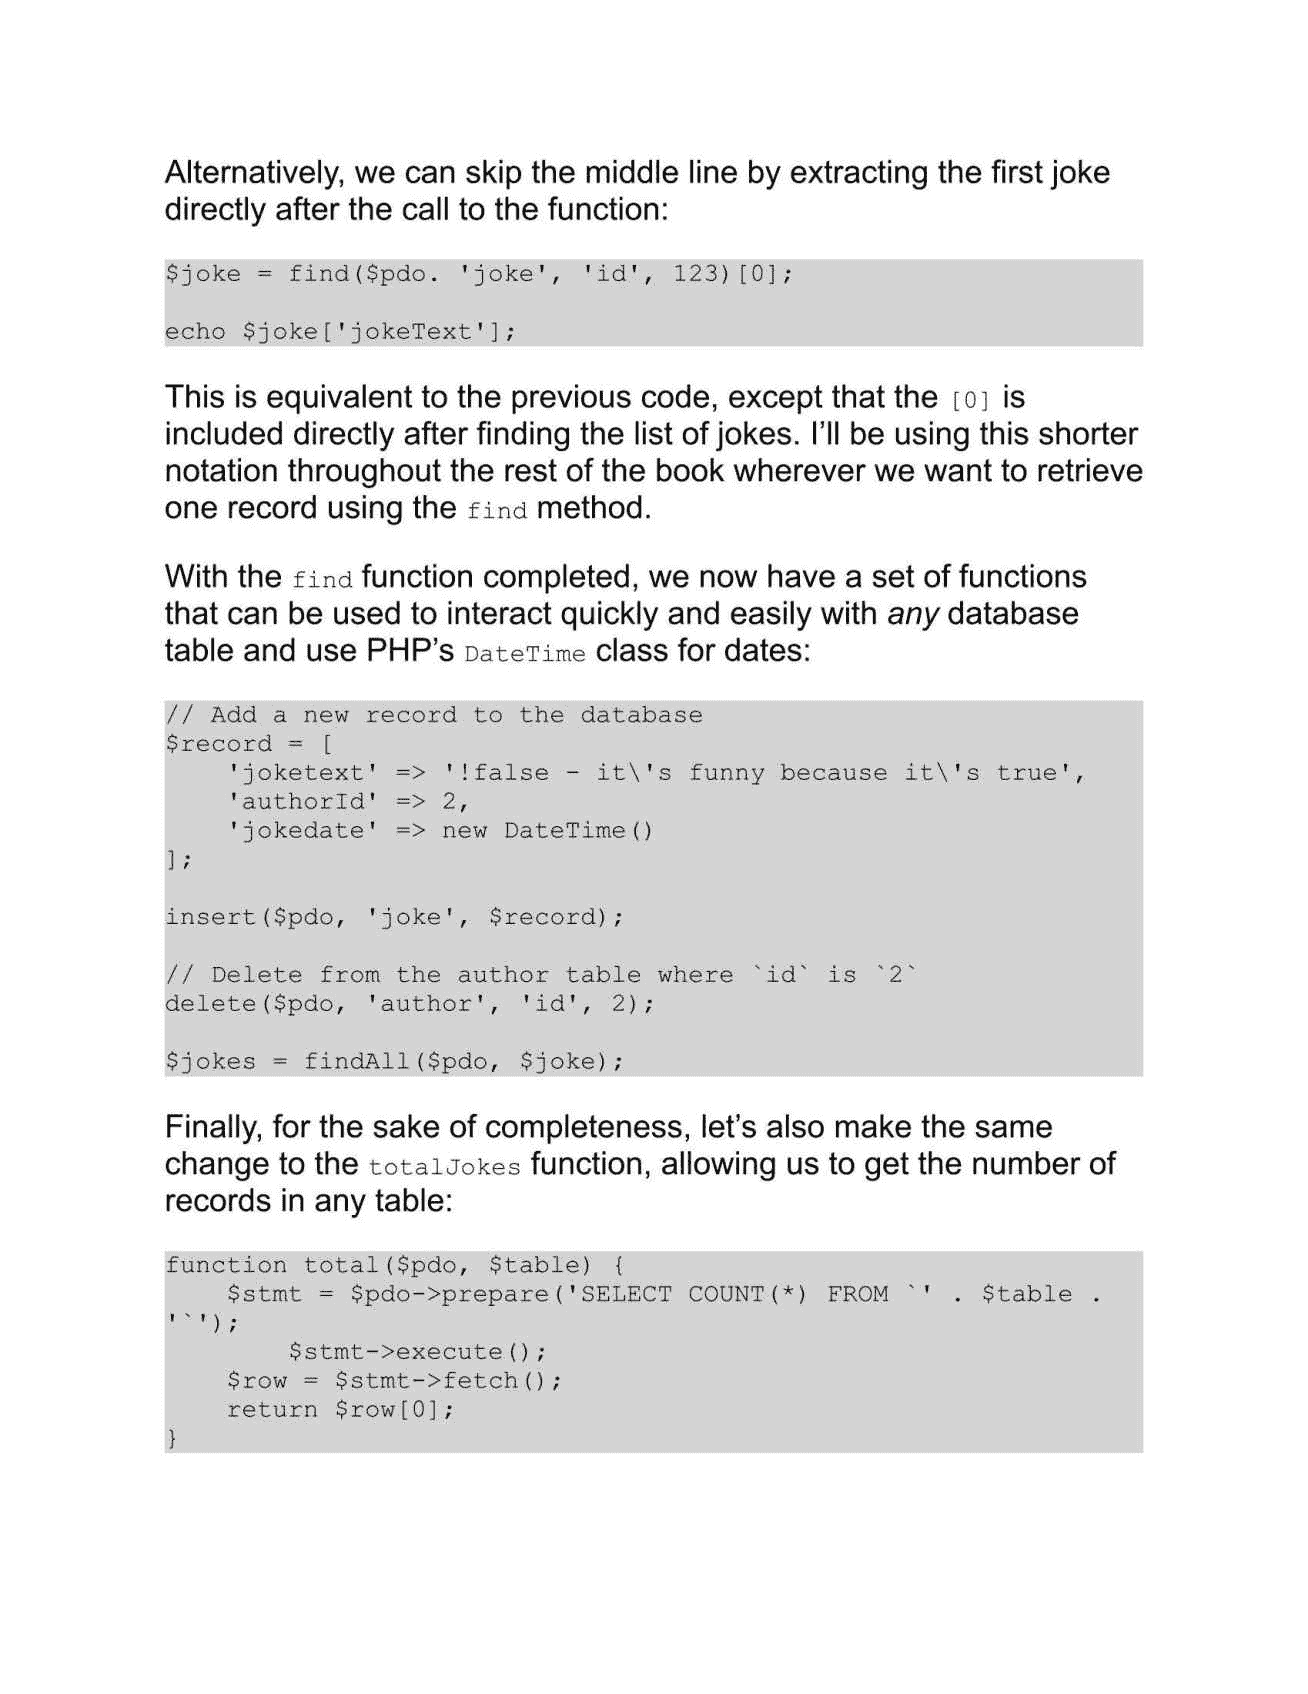 Alternatively, we can skip the middle line by extracting the first joke
directly after the call to the function:
$joke = find($pdo. 'joke', 'id', 123)[0];
echo $joke['jokeText'];
This is equivalent to the previous code, except that the [0] is
included directly after finding the list of jokes. I’ll be using this shorter
notation throughout the rest of the book wherever we want to retrieve
one record using the find method.
With the find function completed, we now have a set of functions
that can be used to interact quickly and easily with any database
table and use PHP’s DateTime class for dates:
// Add a new record to the database
$record = [
    'joketext' => '!false - it\'s funny because it\'s true',
    'authorId' => 2,
    'jokedate' => new DateTime()
];
insert($pdo, 'joke', $record);
// Delete from the author table where `id` is `2`
delete($pdo, 'author', 'id', 2);
$jokes = findAll($pdo, $joke);
Finally, for the sake of completeness, let’s also make the same
change to the totalJokes function, allowing us to get the number of
records in any table:
function total($pdo, $table) {
    $stmt = $pdo->prepare('SELECT COUNT(*) FROM `' . $table .
'`');
        $stmt->execute();
    $row = $stmt->fetch();
    return $row[0];
}